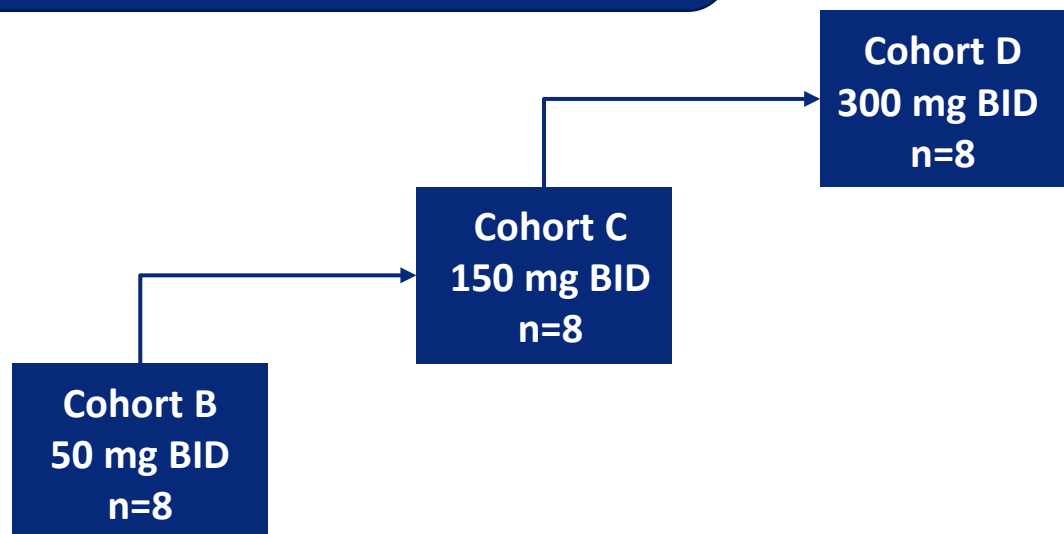 Cohort D
300 mg BID
n=8
Cohort C
150 mg BID
n=8
Cohort B
50 mg BID
n=8